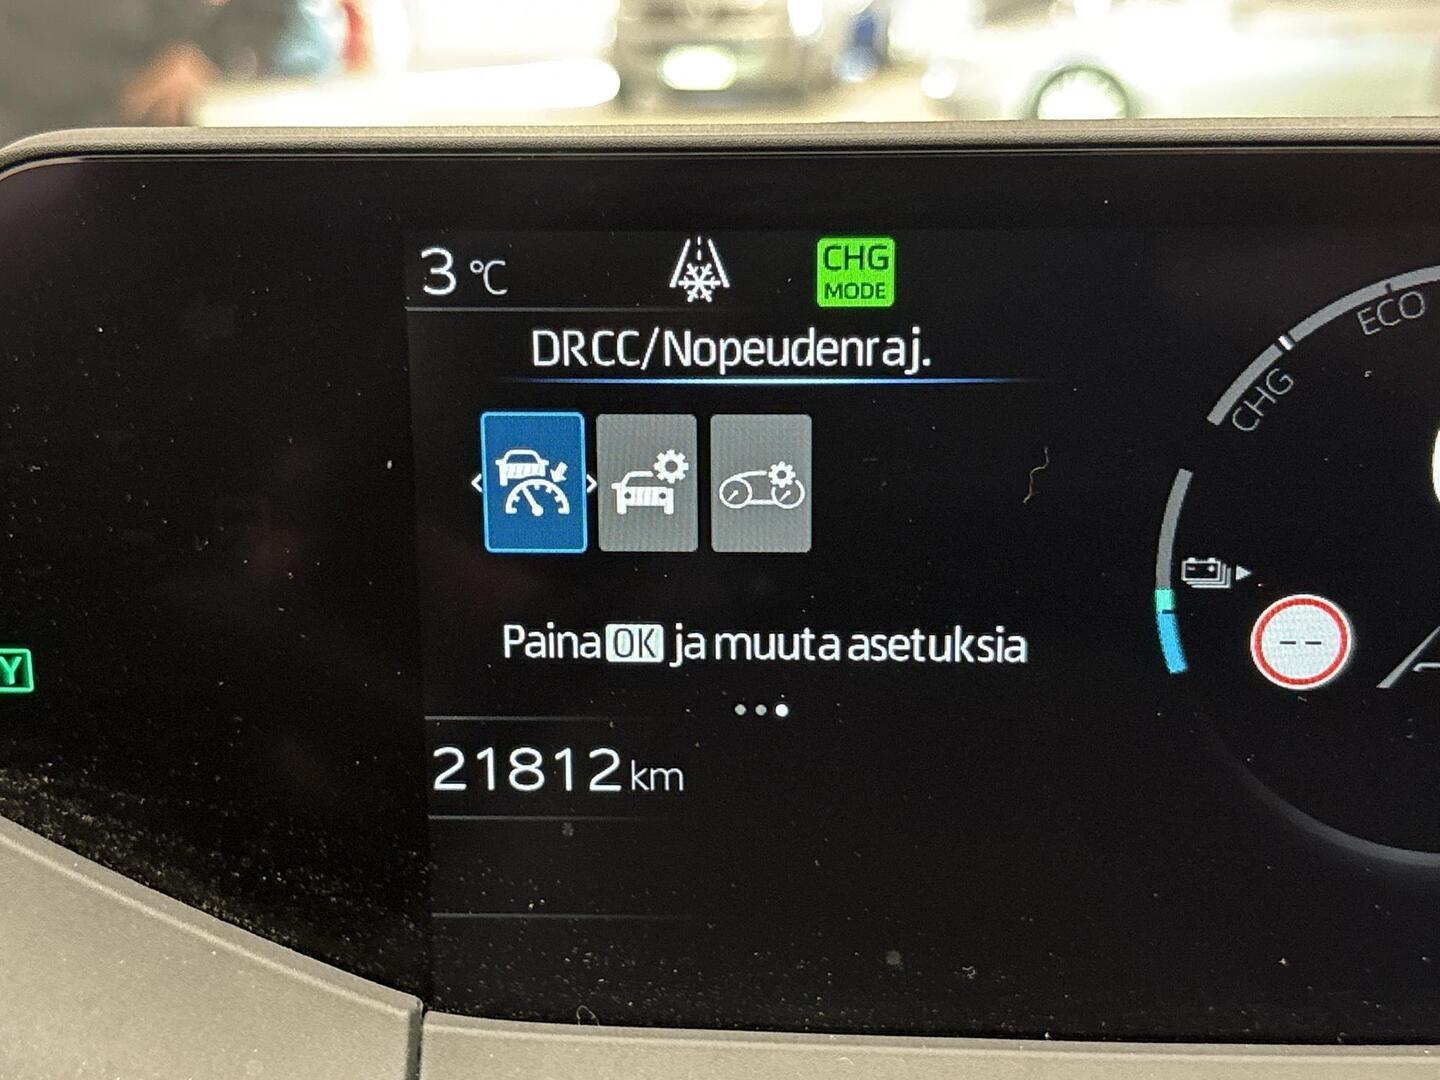 3 °C
CHG
MODE
DRCC/Nopeudenraj.
ECO
CHG
Paina OK ja muuta asetuksia
--
Y
21812 km